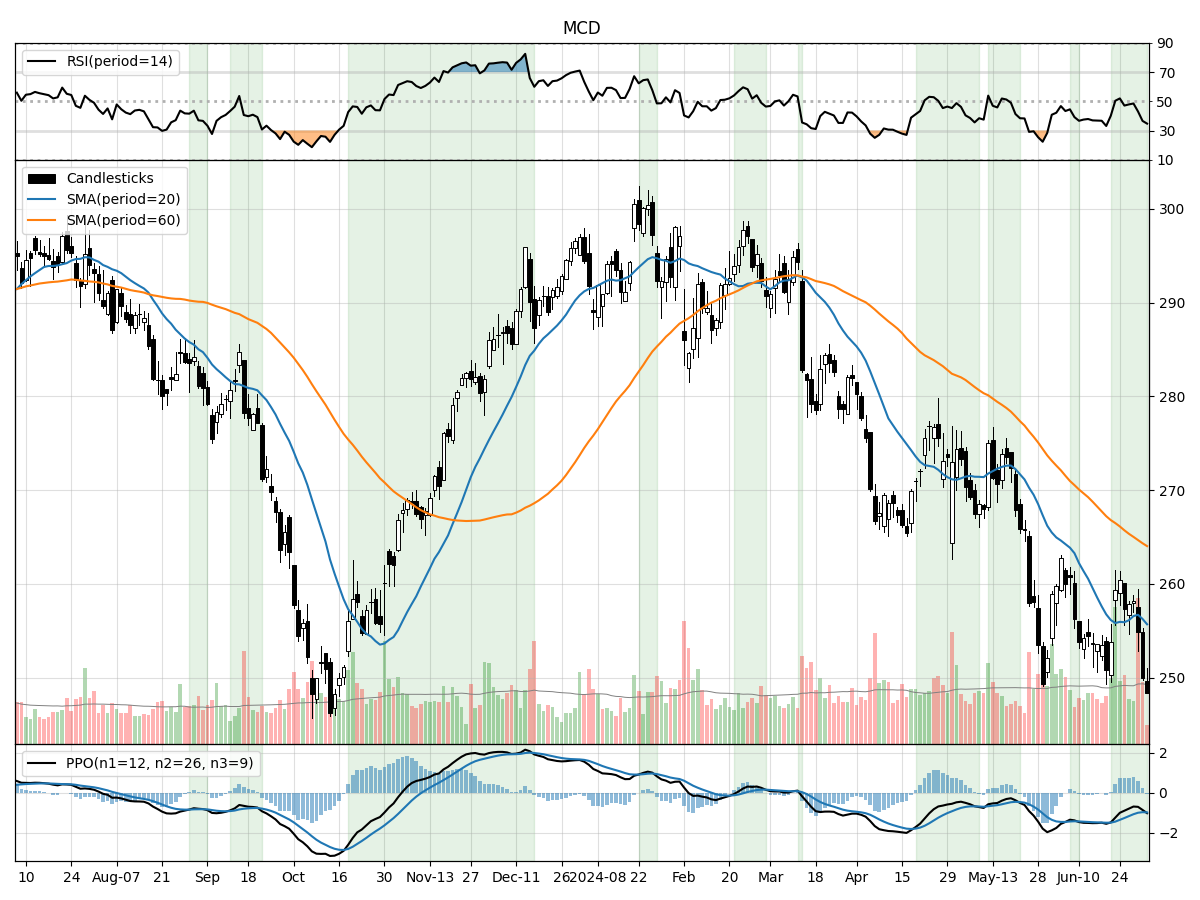 MCD
RSI(period=14)
90
70
50
30
10
Candlesticks
SMA(period=20)
SMA(period=60)
300
290
280
270
260
250
PPO(n1=12, n2=26, n3=9)
2
0
−2
10 24 Aug-07 21 Sep 18 Oct 16 30 Nov-13 27 Dec-11 26 2024-08 22 Feb 20 Mar 18 Apr 15 29 May-13 28 Jun-10 24